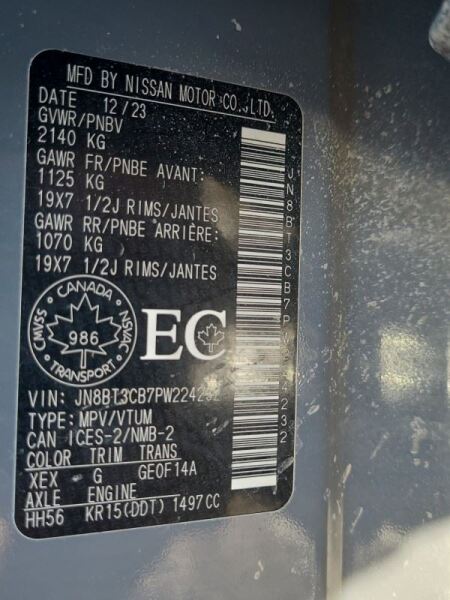 MFD BY NISSAN MOTOR CO.,LTD.
DATE 12/23
GVWR/PNBV
2140 KG
GAWR FR/PNBE AVANT:
1125 KG
19X7 1/2J RIMS/JANTES
GAWR RR/PNBE ARRIÈRE:
1070 KG
19X7 1/2J RIMS/JANTES
CANADA
CMVSS
NSVAC
986
TRANSPORT
EC
VIN: JN8BT3CB7PW224232
TYPE: MPV/VTUM
CAN ICES-2/NMB-2
COLOR TRIM TRANS
XEX G GE0F14A
AXLE ENGINE
HH56 KR15(DDT) 1497CC
JN8BT3CB7PW224232